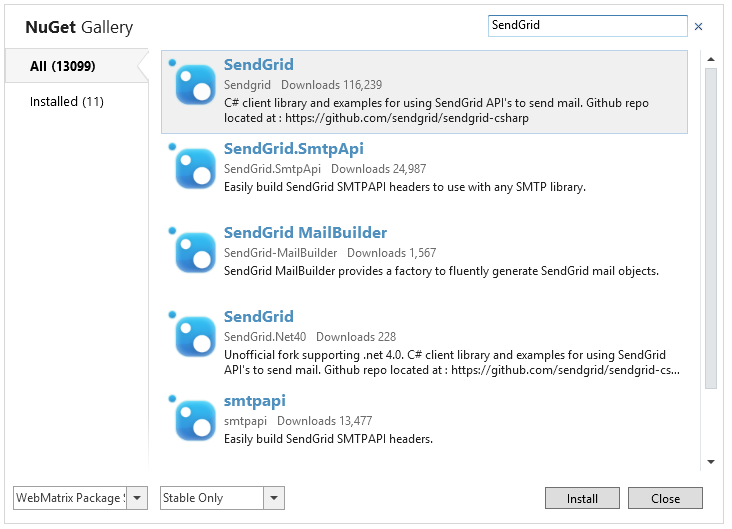 NuGet Gallery
SendGrid
All (13099)
Installed (11)
SendGrid
Sendgrid Downloads 116,239
C# client library and examples for using SendGrid API's to send mail. Github repo
located at : https://github.com/sendgrid/sendgrid-csharp
SendGrid.SmtpApi
SendGrid.SmtpApi Downloads 24,987
Easily build SendGrid SMTPAPI headers to use with any SMTP library.
SendGrid MailBuilder
SendGrid-MailBuilder Downloads 1,567
SendGrid MailBuilder provides a factory to fluently generate SendGrid mail objects.
SendGrid
SendGrid.Net40 Downloads 228
Unofficial fork supporting .net 4.0. C# client library and examples for using SendGrid
API's to send mail. Github repo located at : https://github.com/sendgrid/sendgrid-cs...
smtpapi
smtpapi Downloads 13,477
Easily build SendGrid SMTPAPI headers.
WebMatrix Package
Stable Only
Install
Close